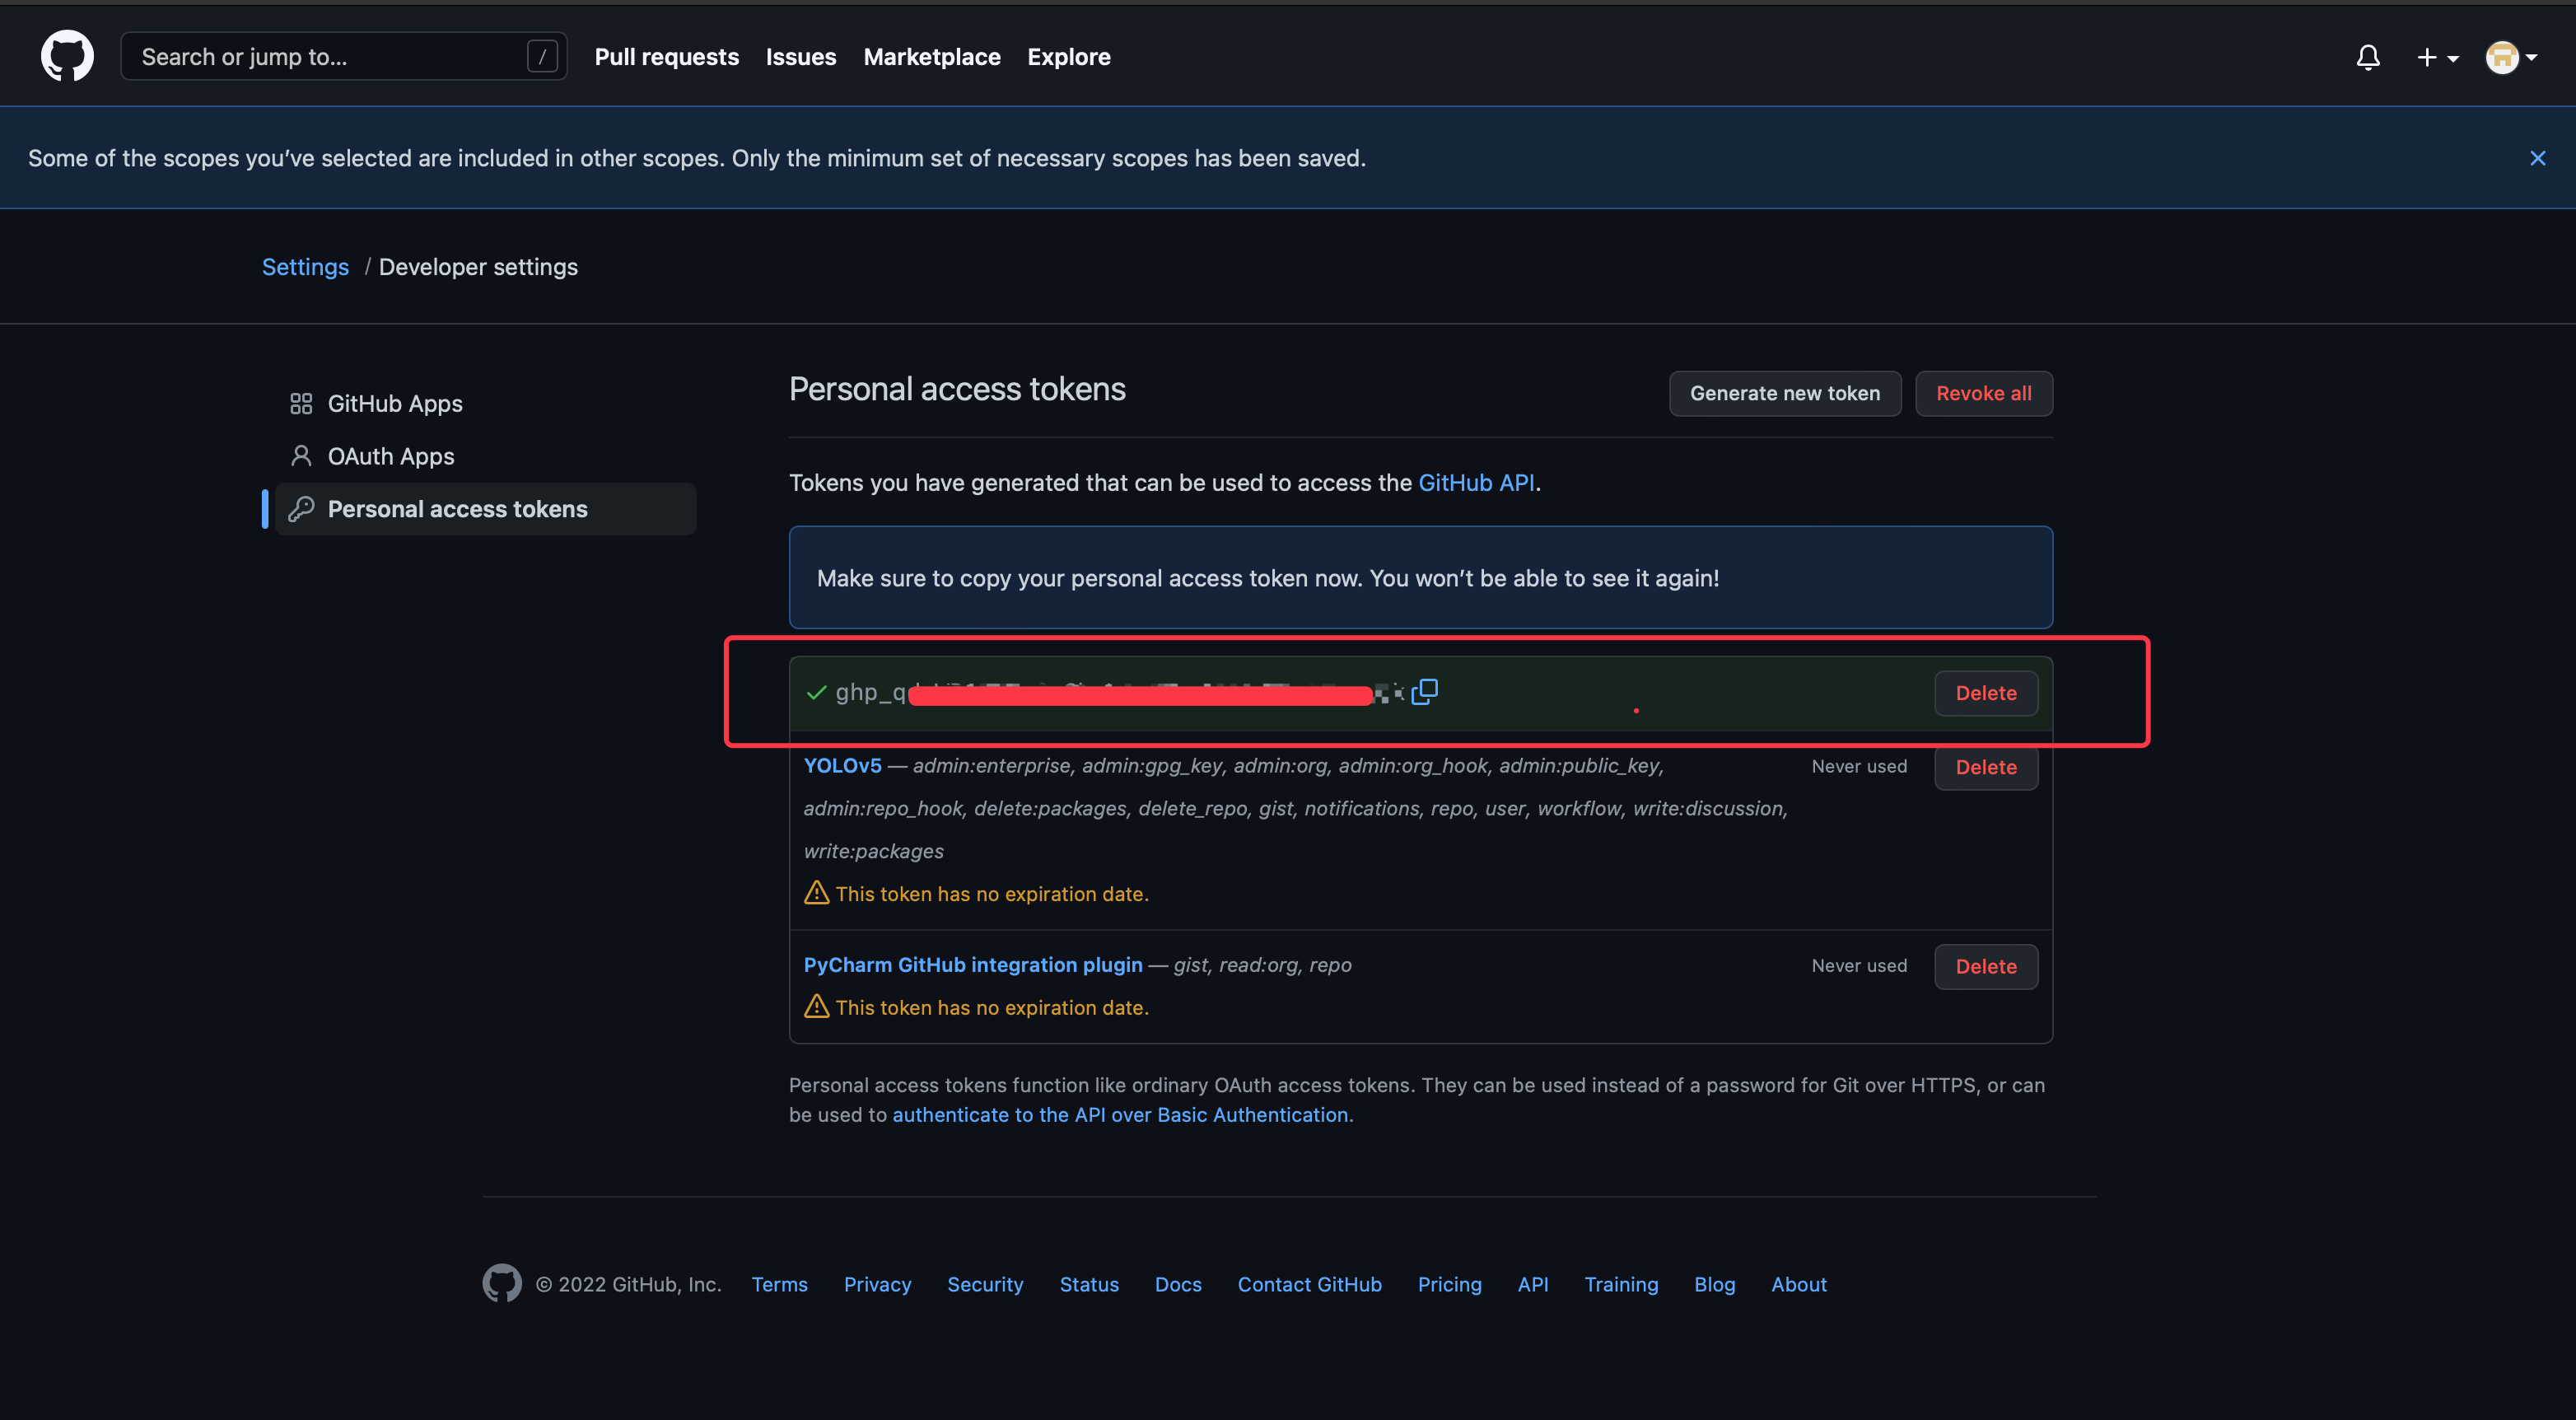 Search or jump to... /
Pull requests Issues Marketplace Explore
Some of the scopes you’ve selected are included in other scopes. Only the minimum set of necessary scopes has been saved.
Settings / Developer settings
GitHub Apps
OAuth Apps
Personal access tokens
Personal access tokens
Generate new token Revoke all
Tokens you have generated that can be used to access the GitHub API.
Make sure to copy your personal access token now. You won’t be able to see it again!
Delete
YOLOv5 — admin:enterprise, admin:gpg_key, admin:org, admin:org_hook, admin:public_key,
admin:repo_hook, delete:packages, delete_repo, gist, notifications, repo, user, workflow, write:discussion,
write:packages
Never used Delete
This token has no expiration date.
PyCharm GitHub integration plugin — gist, read:org, repo
Never used Delete
This token has no expiration date.
Personal access tokens function like ordinary OAuth access tokens. They can be used instead of a password for Git over HTTPS, or can
be used to authenticate to the API over Basic Authentication.
© 2022 GitHub, Inc. Terms Privacy Security Status Docs Contact GitHub Pricing API Training Blog About